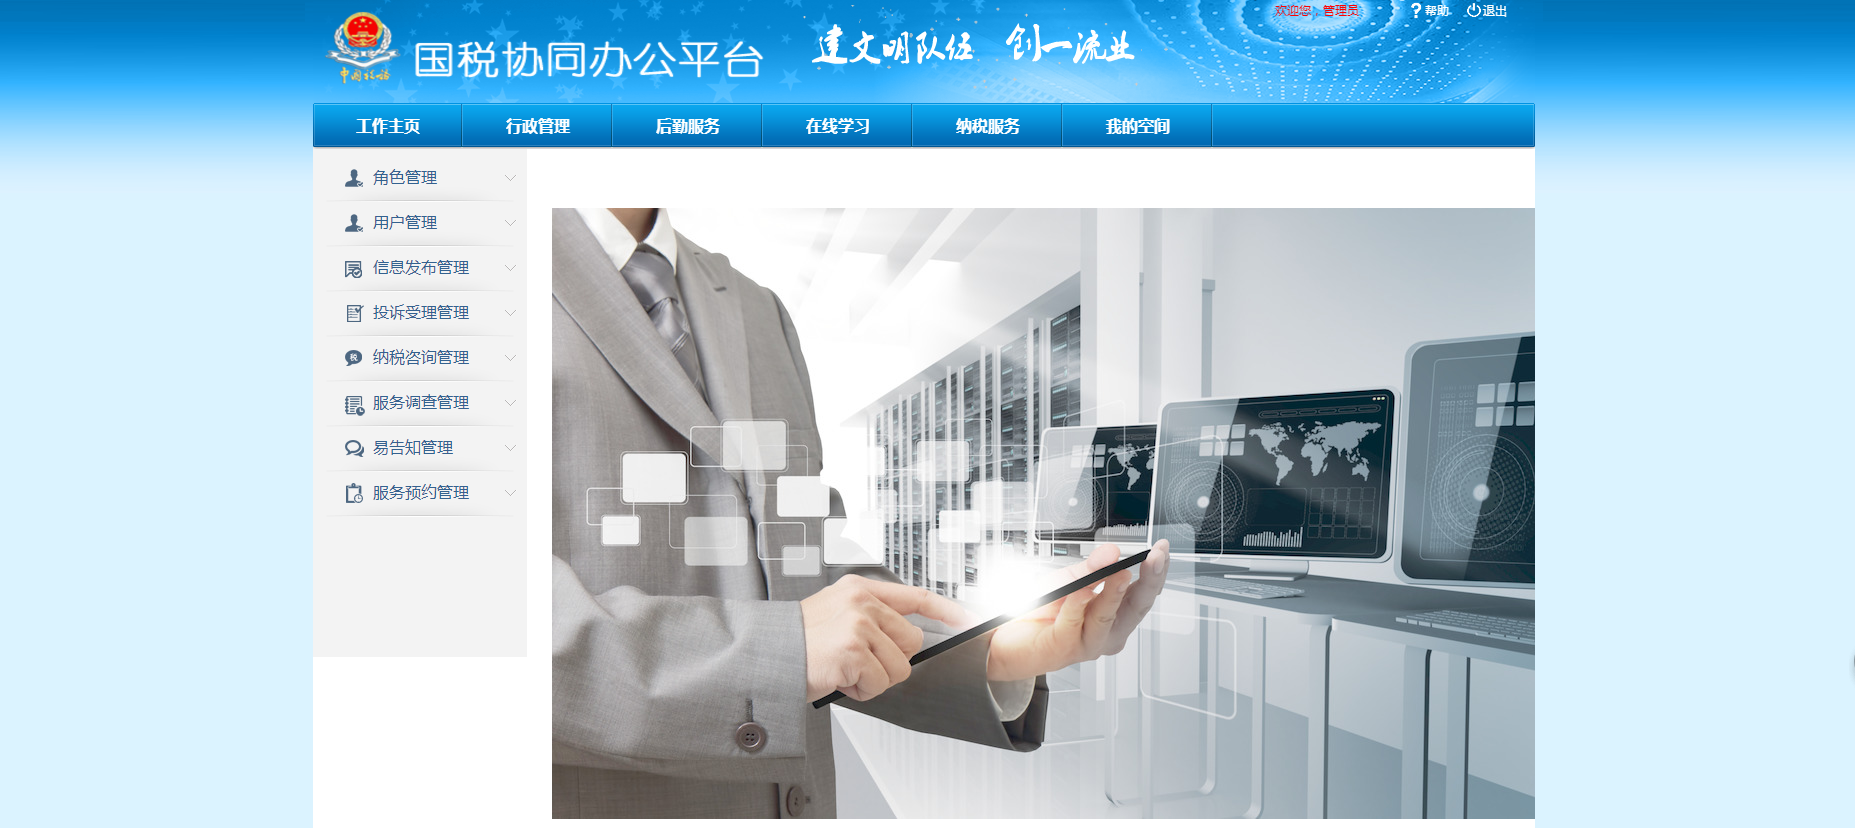 欢迎您，管理员 帮助 退出
中国税务
国税协同办公平台
建文明队伍 创一流业
工作主页 行政管理 后勤服务 在线学习 纳税服务 我的空间
角色管理
用户管理
信息发布管理
投诉受理管理
税 纳税咨询管理
服务调查管理
易告知管理
服务预约管理